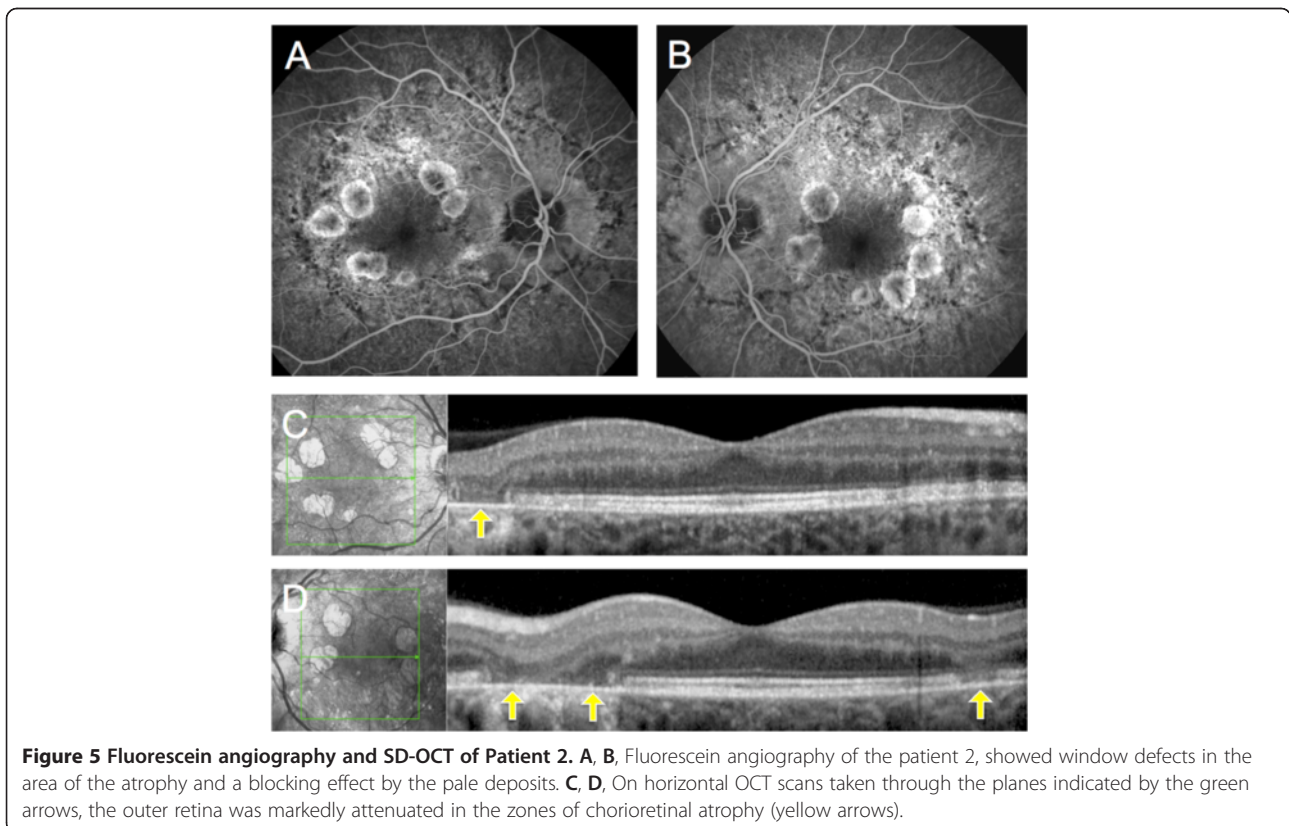 A
B
C
D
Figure 5 Fluorescein angiography and SD-OCT of Patient 2. A, B, Fluorescein angiography of the patient 2, showed window defects in the
area of the atrophy and a blocking effect by the pale deposits. C, D, On horizontal OCT scans taken through the planes indicated by the green
arrows, the outer retina was markedly attenuated in the zones of chorioretinal atrophy (yellow arrows).